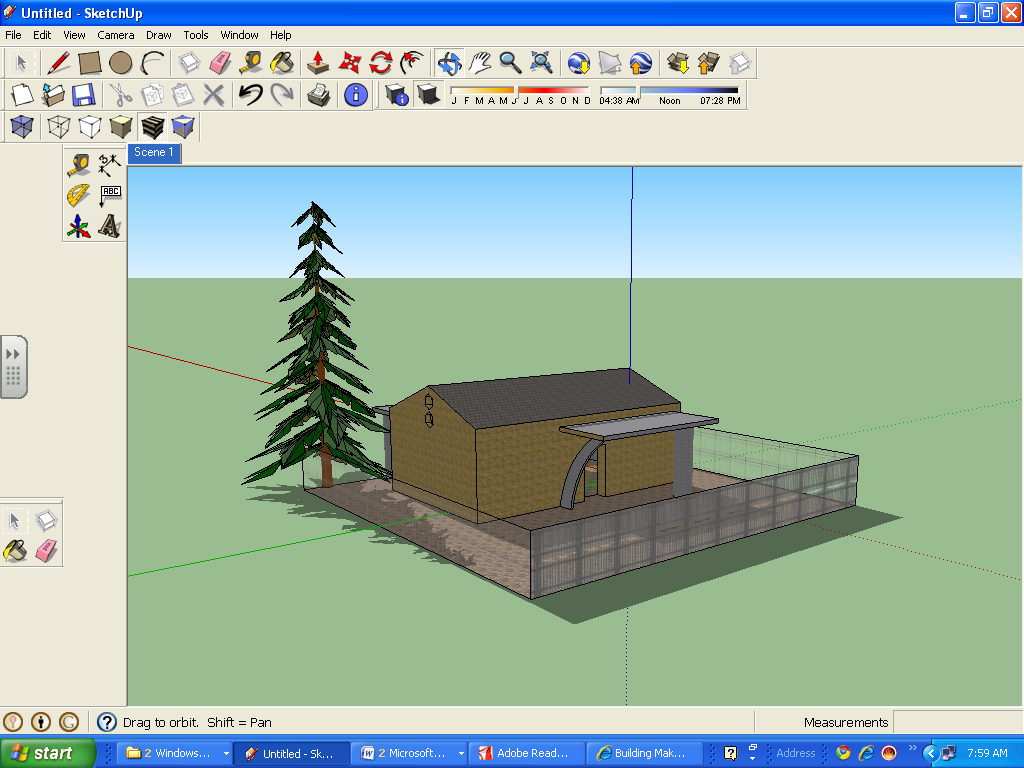 Untitled - SketchUp
File Edit View Camera Draw Tools Window Help
J F M A M J J A S O N D 04:38 AM Noon 07:28 PM
Scene 1
ABC
A
Drag to orbit. Shift = Pan
Measurements
start 2 Windows... Untitled - Sk... 2 Microsoft... Adobe Read... Building Mak... Address 7:59 AM